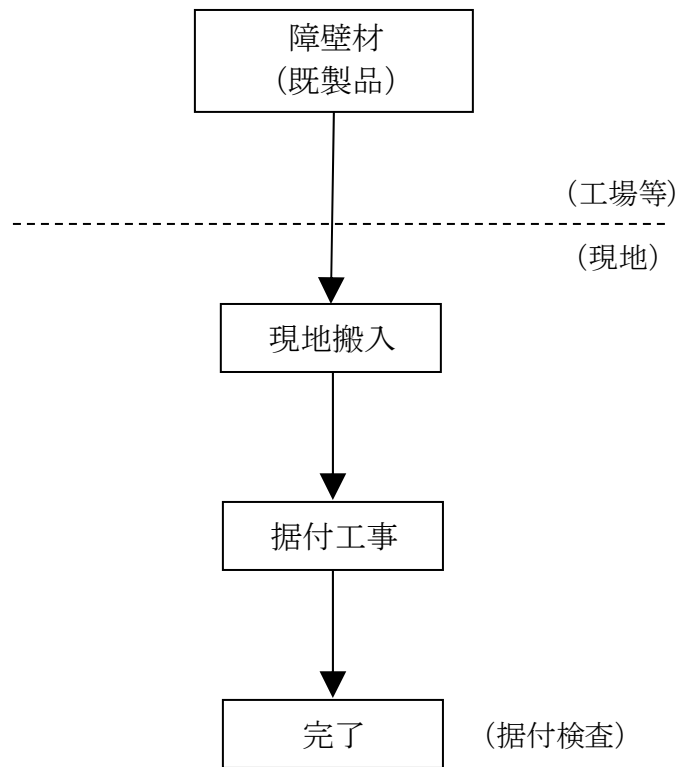 障壁材
（既製品）
（工場等）
（現地）
現地搬入
据付工事
完了
（据付検査）